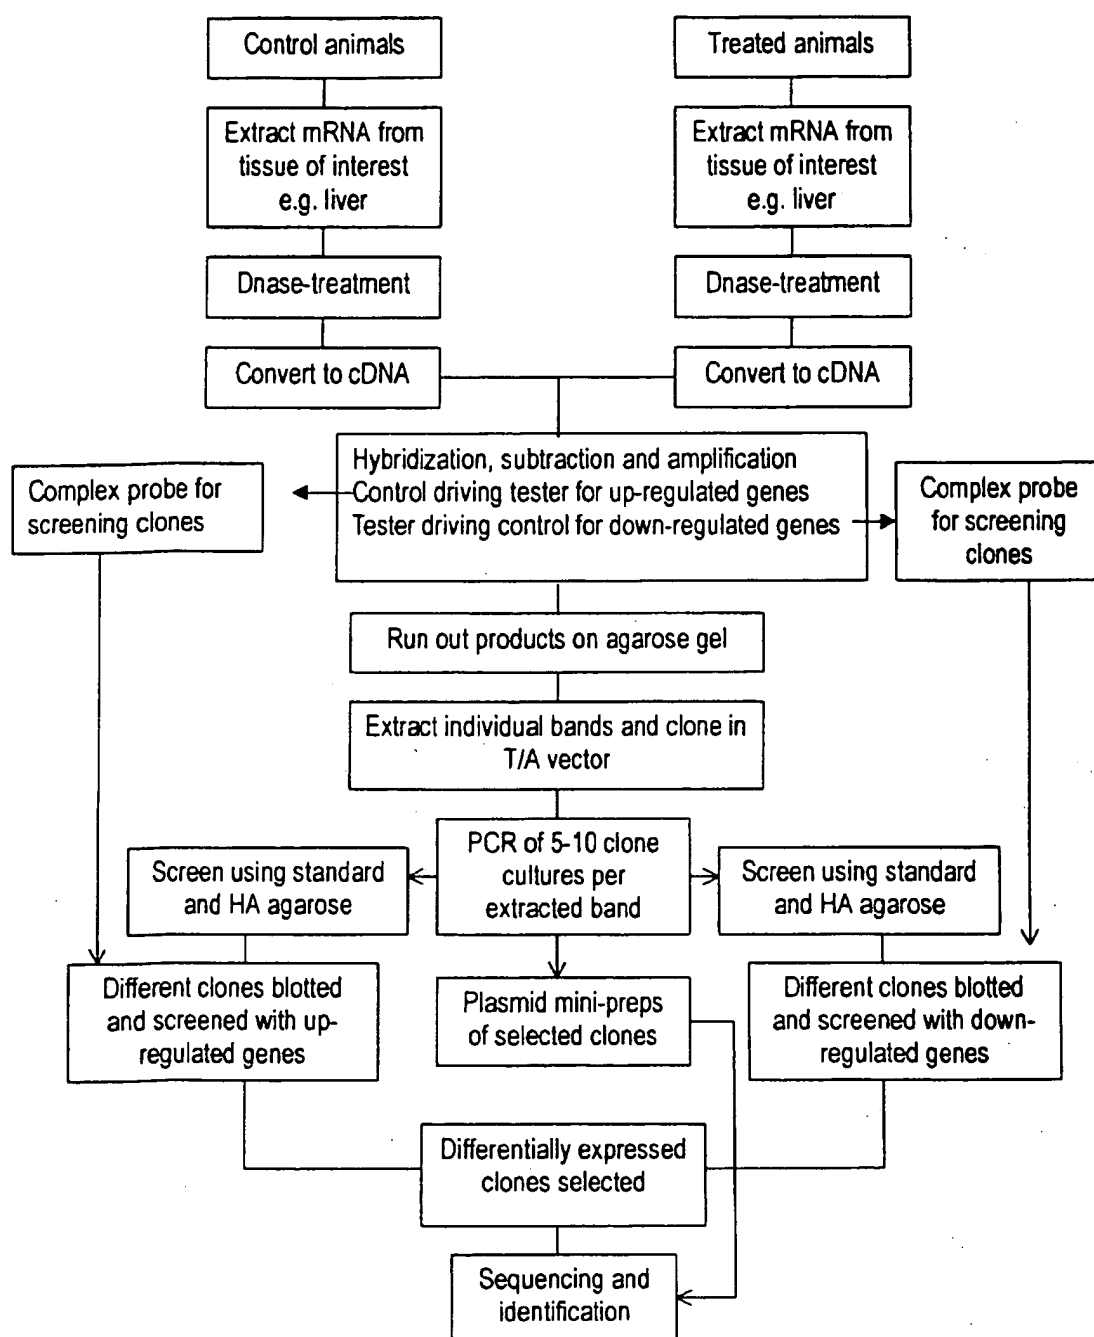 Control animals
Treated animals
Extract mRNA from
tissue of interest
e.g. liver
Extract mRNA from
tissue of interest
e.g. liver
Dnase-treatment
Dnase-treatment
Convert to cDNA
Convert to cDNA
Hybridization, subtraction and amplification
Control driving tester for up-regulated genes
Tester driving control for down-regulated genes
Complex probe for
screening clones
Complex probe
for screening
clones
Run out products on agarose gel
Extract individual bands and clone in
T/A vector
PCR of 5-10 clone
cultures per
extracted band
Screen using standard
and HA agarose
Screen using standard
and HA agarose
Different clones blotted
and screened with up-
regulated genes
Plasmid mini-preps
of selected clones
Different clones blotted
and screened with down-
regulated genes
Differentially expressed
clones selected
Sequencing and
identification